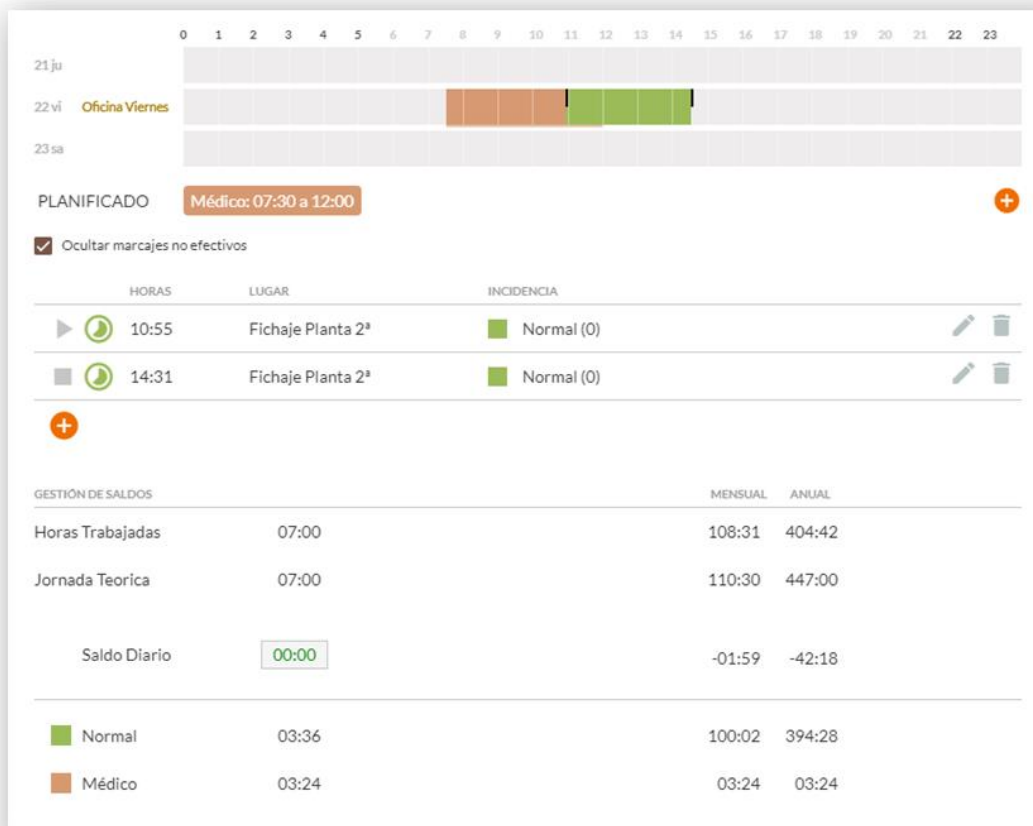 0 1 2 3 4 5 6 7 8 9 10 11 12 13 14 15 16 17 18 19 20 21 22 23
21 ju
22 vi Oficina Viernes
23 sa
PLANIFICADO Médico: 07:30 a 12:00
Ocultar marcajes no efectivos
HORAS LUGAR INCIDENCIA
10:55 Fichaje Planta 2ª Normal (0)
14:31 Fichaje Planta 2ª Normal (0)
GESTIÓN DE SALDOS MENSUAL ANUAL
Horas Trabajadas 07:00 108:31 404:42
Jornada Teorica 07:00 110:30 447:00
Saldo Diario 00:00 -01:59 -42:18
Normal 03:36 100:02 394:28
Médico 03:24 03:24 03:24